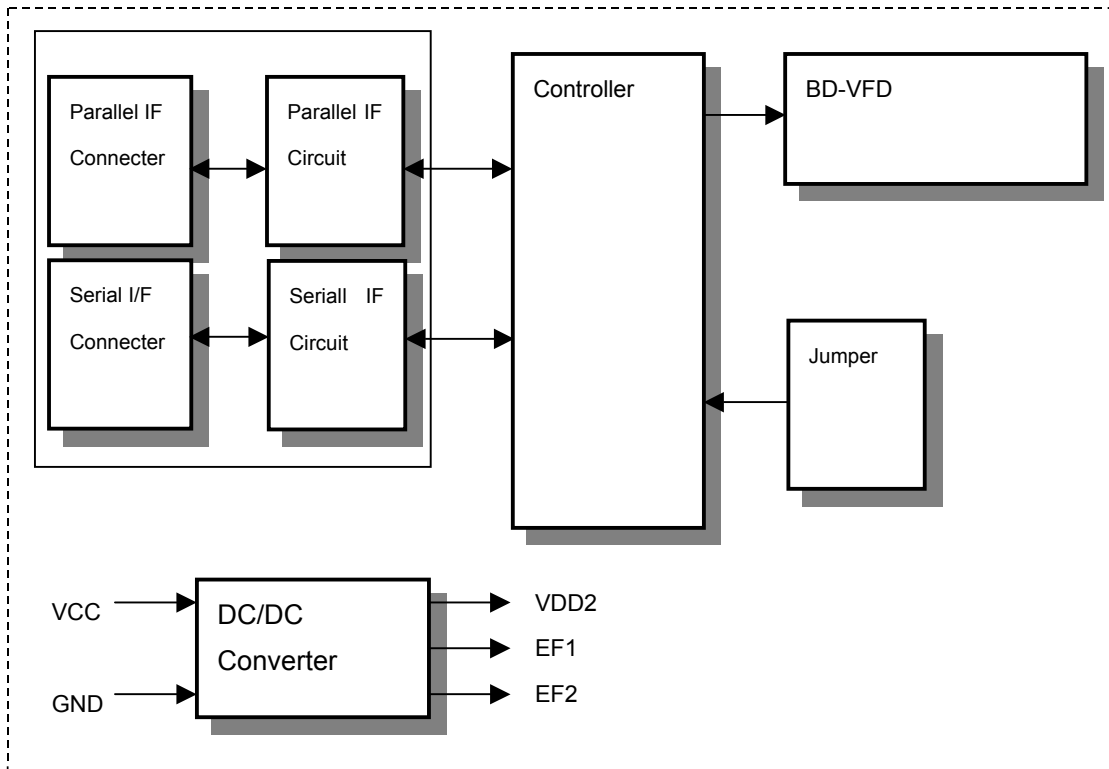 Parallel IF
Connecter
Parallel IF
Circuit
Controller
BD-VFD
Serial I/F
Connecter
Seriall IF
Circuit
Jumper
VCC
GND
DC/DC
Converter
VDD2
EF1
EF2